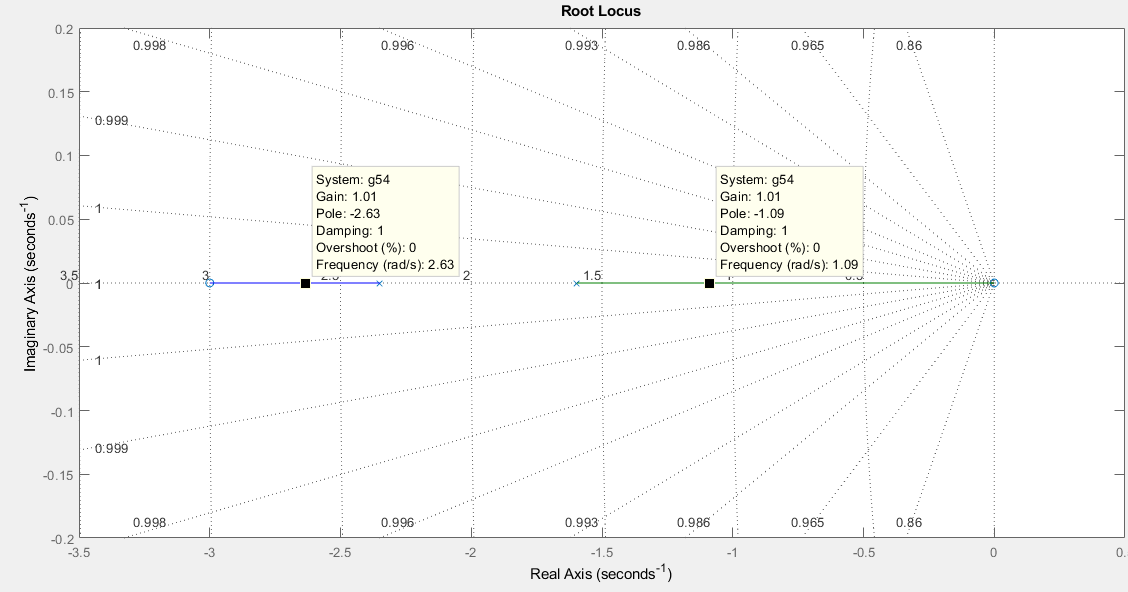 Root Locus
0.2
0.998
0.996
0.993
0.986
0.965
0.86
0.15
0.999
0.1
System: g54
Gain: 1.01
Pole: -2.63
Damping: 1
Overshoot (%): 0
Frequency (rad/s): 2.63
System: g54
Gain: 1.01
Pole: -1.09
Damping: 1
Overshoot (%): 0
Frequency (rad/s): 1.09
0.05
1
3.5
3
2
1.5
0
1
-0.05
1
-0.1
0.999
-0.15
0.998
0.996
0.993
0.986
0.965
0.86
-0.2
-3.5
-3
-2.5
-2
-1.5
-1
-0.5
0
Imaginary Axis (seconds-1)
Real Axis (seconds-1)